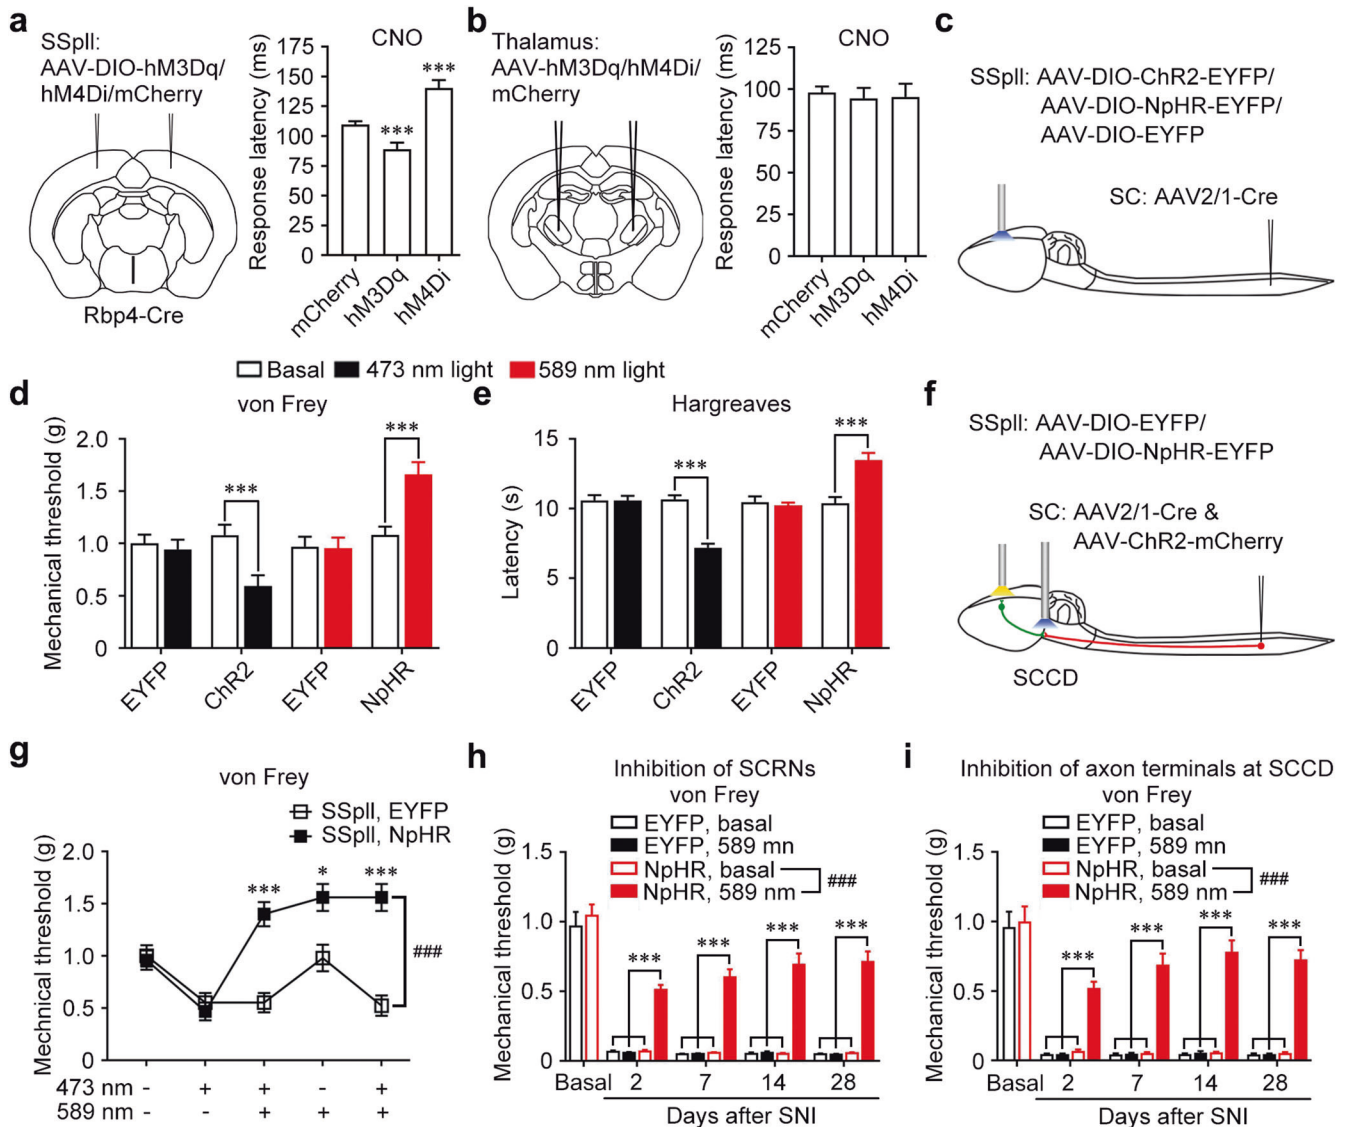 a
SSpll:
AAV-DIO-hM3Dq/
hM4Di/mCherry
Rbp4-Cre
CNO
Response latency (ms)
175
150
125
100
75
50
25
0
***
***
mCherry
hM3Dq
hM4Di
b
Thalamus:
AAV-hM3Dq/hM4Di/
mCherry
CNO
Response latency (ms)
125
100
75
50
25
0
mCherry
hM3Dq
hM4Di
c
SSpll: AAV-DIO-ChR2-EYFP/
AAV-DIO-NpHR-EYFP/
AAV-DIO-EYFP
SC: AAV2/1-Cre
Basal 473 nm light 589 nm light
d
von Frey
Mechanical threshold (g)
2.0
1.5
1.0
0.5
0
***
***
EYFP
ChR2
EYFP
NpHR
e
Hargreaves
Latency (s)
15
10
5
0
***
***
EYFP
ChR2
EYFP
NpHR
f
SSpll: AAV-DIO-EYFP/
AAV-DIO-NpHR-EYFP
SC: AAV2/1-Cre &
AAV-ChR2-mCherry
SCCD
g
von Frey
SSpll, EYFP
SSpll, NpHR
Mechnical threshold (g)
2.0
1.5
1.0
0.5
0
*** * ***
###
473 nm - + + - +
589 nm - - + + +
h
Inhibition of SCRNs
von Frey
EYFP, basal
EYFP, 589 mn
NpHR, basal
NpHR, 589 nm
###
Mechanical threshold (g)
1.5
1.0
0.5
0
*** *** *** ***
Basal 2 7 14 28
Days after SNI
i
Inhibition of axon terminals at SCCD
von Frey
EYFP, basal
EYFP, 589 nm
NpHR, basal
NpHR, 589 nm
###
Mechanical threshold (g)
1.5
1.0
0.5
0
*** *** *** ***
Basal 2 7 14 28
Days after SNI